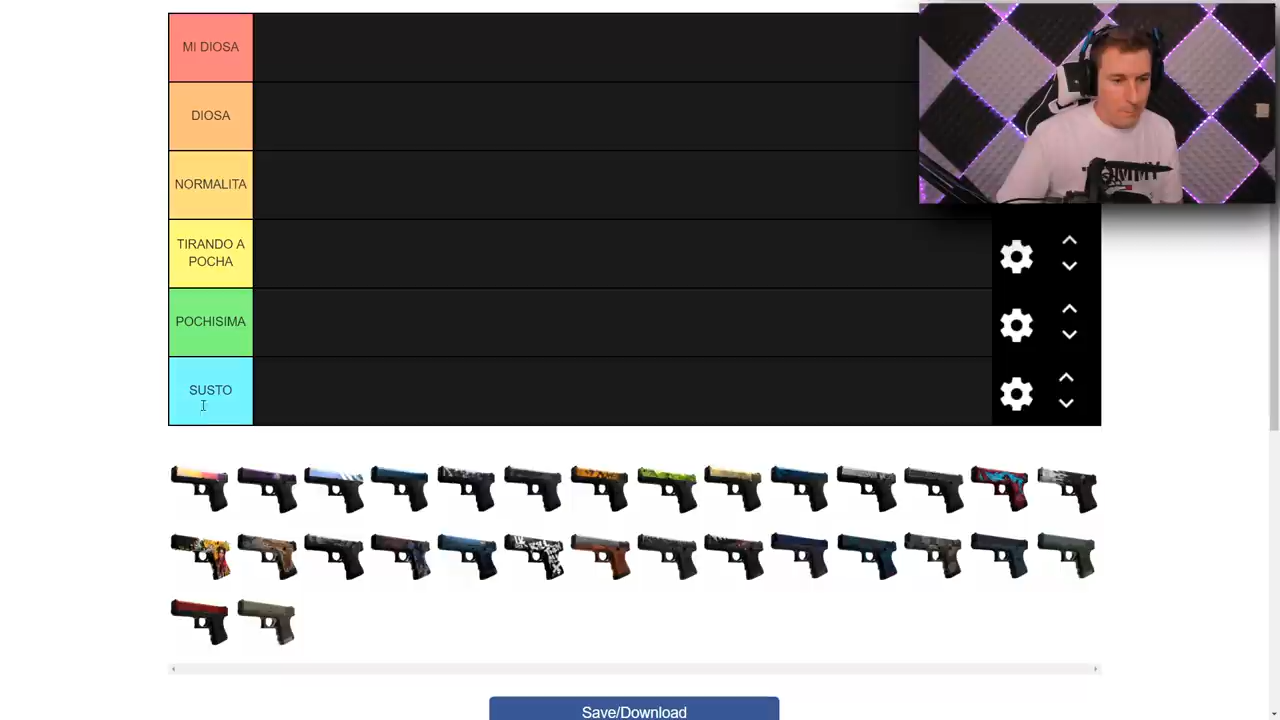 MI DIOSA
DIOSA
NORMALITA
TIRANDO A
POCHA
POCHISIMA
SUSTO
Save/Download